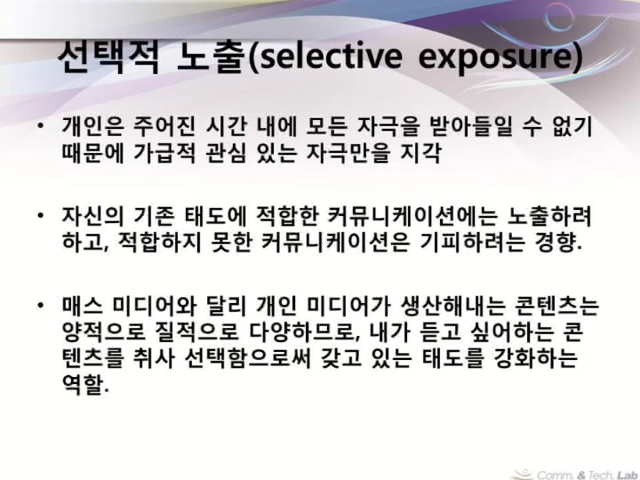 선택적 노출(selective exposure)
• 개인은 주어진 시간 내에 모든 자극을 받아들일 수 없기
때문에 가급적 관심 있는 자극만을 지각
• 자신의 기존 태도에 적합한 커뮤니케이션에는 노출하려
하고, 적합하지 못한 커뮤니케이션은 기피하려는 경향.
• 매스 미디어와 달리 개인 미디어가 생산해내는 콘텐츠는
양적으로 질적으로 다양하므로, 내가 듣고 싶어하는 콘
텐츠를 취사 선택함으로써 갖고 있는 태도를 강화하는
역할.
Comm. & Tech. Lab